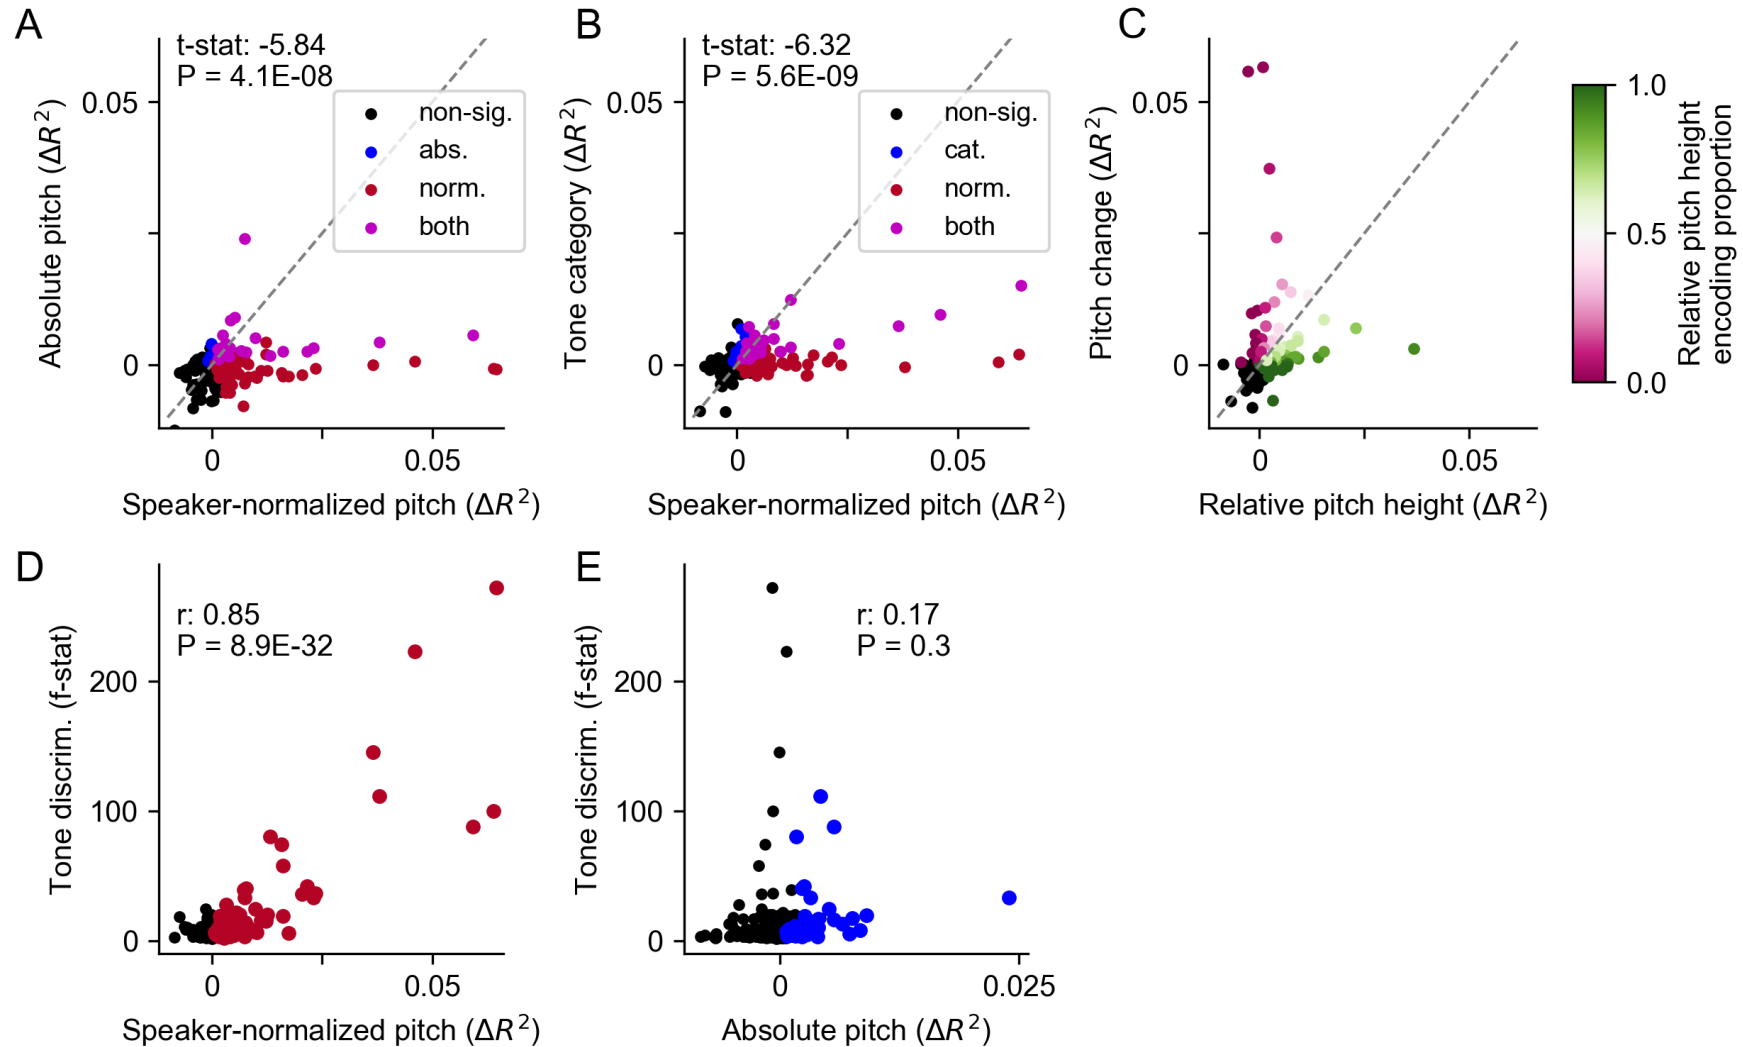 A
t-stat: -5.84
P = 4.1E-08
non-sig.
abs.
norm.
both
0.05
0
Absolute pitch (ΔR²)
0
0.05
Speaker-normalized pitch (ΔR²)
B
t-stat: -6.32
P = 5.6E-09
non-sig.
cat.
norm.
both
0.05
0
Tone category (ΔR²)
0
0.05
Speaker-normalized pitch (ΔR²)
C
0.05
0
Pitch change (ΔR²)
0
0.05
Relative pitch height (ΔR²)
1.0
0.5
0.0
Relative pitch height
encoding proportion
D
r: 0.85
P = 8.9E-32
200
100
0
Tone discrim. (f-stat)
0
0.05
Speaker-normalized pitch (ΔR²)
E
r: 0.17
P = 0.3
200
100
0
Tone discrim. (f-stat)
0
0.025
Absolute pitch (ΔR²)